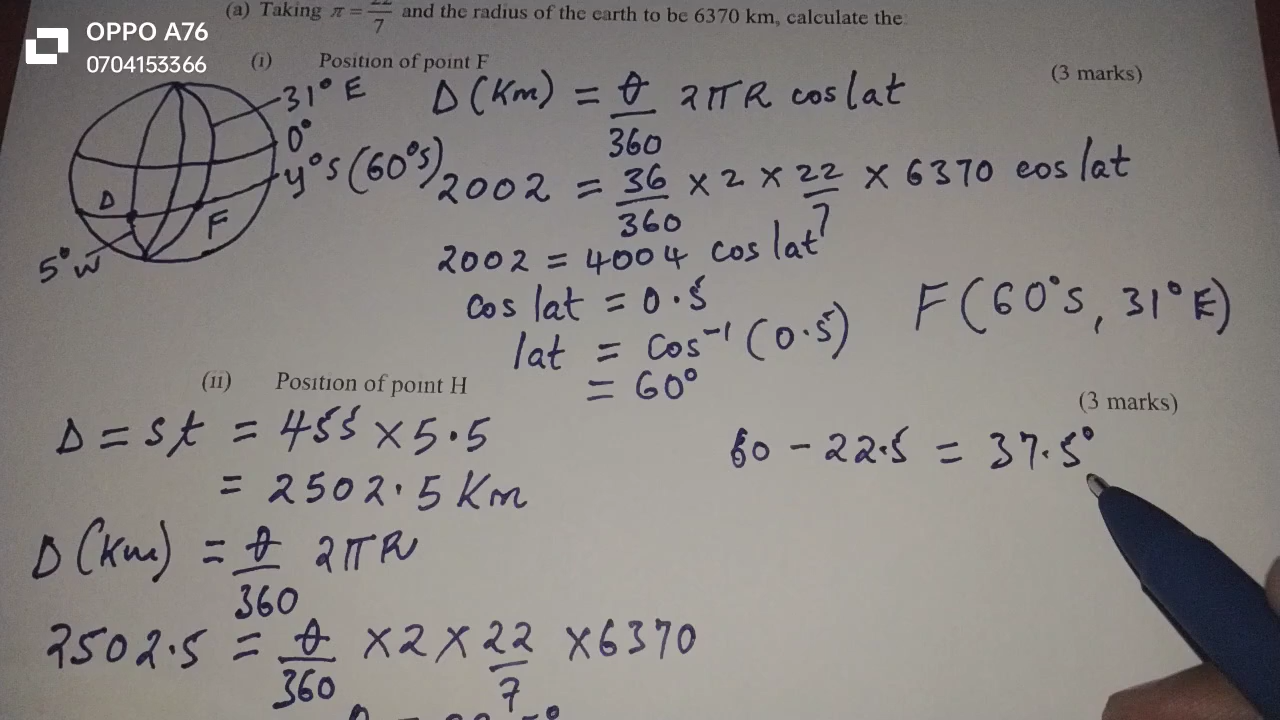 (a) Taking π = 22/7 and the radius of the earth to be 6370 km, calculate the
OPPO A76
0704153366
(i) Position of point F
(3 marks)
31° E
0°
y°s (60°s)
D
F
5° W
D (Km) = θ/360 2πR cos lat
2002 = 36/360 × 2 × 22/7 × 6370 cos lat
2002 = 4004 cos lat
cos lat = 0.5
lat = cos⁻¹ (0.5)
= 60°
F (60°S, 31°E)
(ii) Position of point H
(3 marks)
D = st = 455 × 5.5
= 2502.5 Km
D (Km) = θ/360 2πR
2502.5 = θ/360 × 2 × 22/7 × 6370
60 - 22.5 = 37.5°